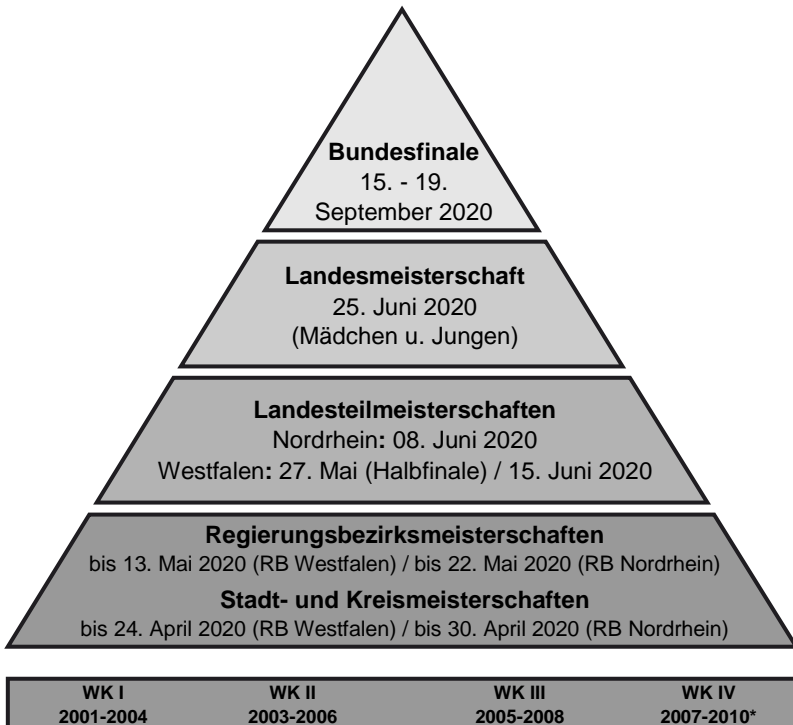 Bundesfinale
15. - 19.
September 2020
Landesmeisterschaft
25. Juni 2020
(Mädchen u. Jungen)
Landesteilmeisterschaften
Nordrhein: 08. Juni 2020
Westfalen: 27. Mai (Halbfinale) / 15. Juni 2020
Regierungsbezirksmeisterschaften
bis 13. Mai 2020 (RB Westfalen) / bis 22. Mai 2020 (RB Nordrhein)
Stadt- und Kreismeisterschaften
bis 24. April 2020 (RB Westfalen) / bis 30. April 2020 (RB Nordrhein)
WK I WK II WK III WK IV
2001-2004 2003-2006 2005-2008 2007-2010*